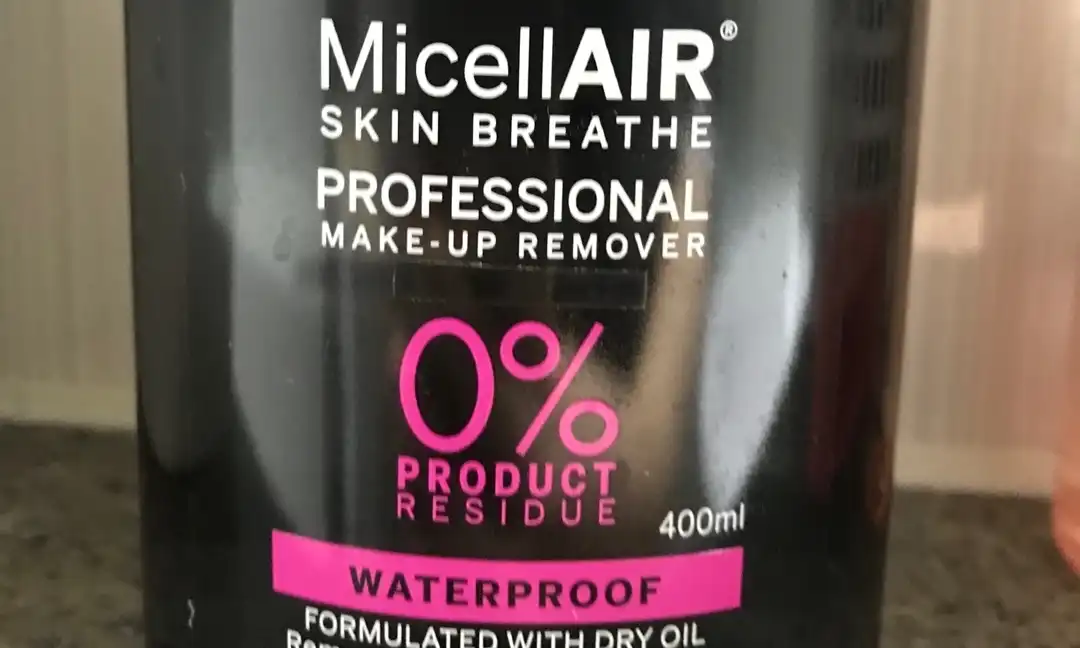 MicellAIR®
SKIN BREATHE
PROFESSIONAL
MAKE-UP REMOVER
0%
PRODUCT
RESIDUE
400ml
WATERPROOF
FORMULATED WITH DRY OIL